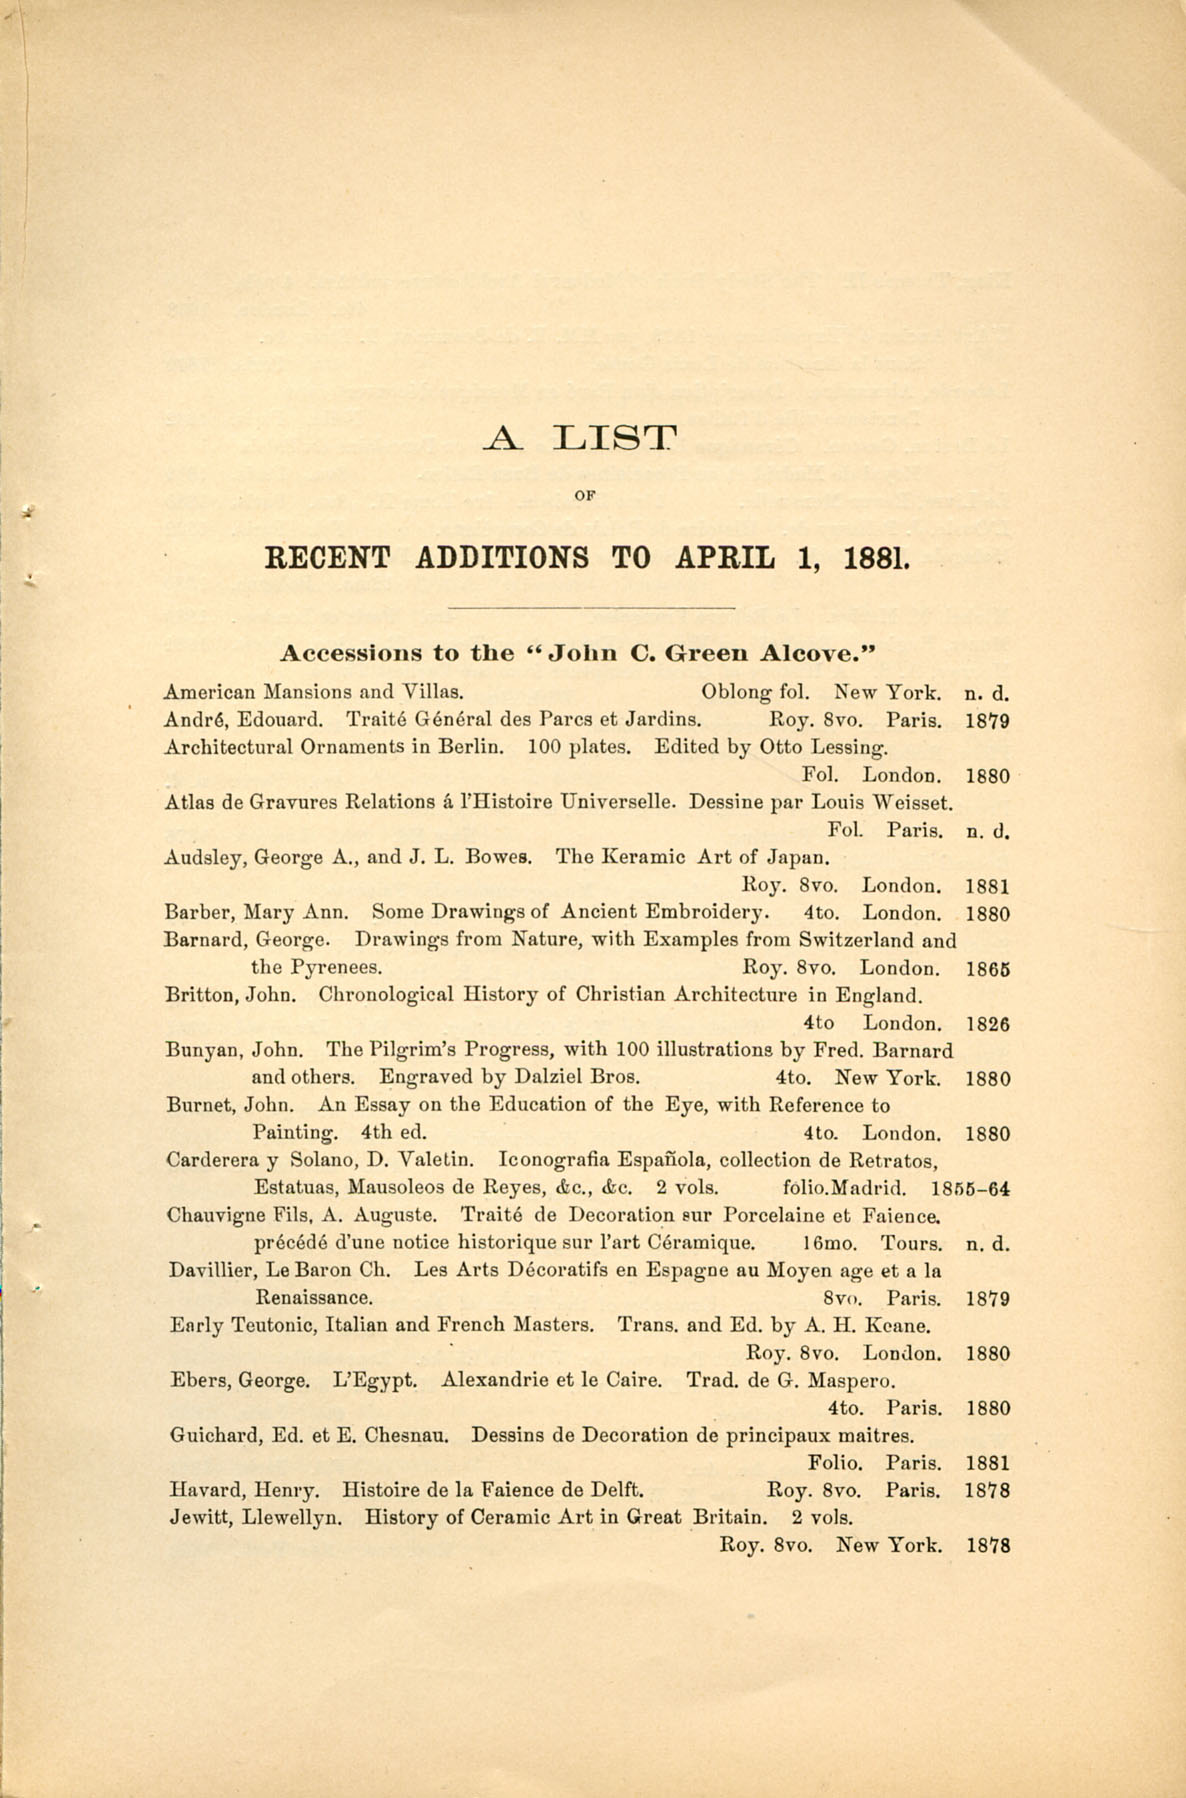 A LIST
OF
RECENT ADDITIONS TO APRIL 1, 1881.
Accessions to the "John C. Green Alcove."
American Mansions and Villas. Oblong fol. New York. n. d.
André, Edouard. Traité Général des Parcs et Jardins. Roy. 8vo. Paris. 1879
Architectural Ornaments in Berlin. 100 plates. Edited by Otto Lessing.
Fol. London. 1880
Atlas de Gravures Relations á l'Histoire Universelle. Dessine par Louis Weisset.
Fol. Paris. n. d.
Audsley, George A., and J. L. Bowes. The Keramic Art of Japan.
Roy. 8vo. London. 1881
Barber, Mary Ann. Some Drawings of Ancient Embroidery. 4to. London. 1880
Barnard, George. Drawings from Nature, with Examples from Switzerland and
the Pyrenees. Roy. 8vo. London. 1865
Britton, John. Chronological History of Christian Architecture in England.
4to London. 1826
Bunyan, John. The Pilgrim's Progress, with 100 illustrations by Fred. Barnard
and others. Engraved by Dalziel Bros. 4to. New York. 1880
Burnet, John. An Essay on the Education of the Eye, with Reference to
Painting. 4th ed. 4to. London. 1880
Carderera y Solano, D. Valetin. Iconografia Española, collection de Retratos,
Estatuas, Mausoleos de Reyes, &c., &c. 2 vols. folio.Madrid. 1855-64
Chauvigne Fils, A. Auguste. Traité de Decoration sur Porcelaine et Faience.
précédé d'une notice historique sur l'art Céramique. 16mo. Tours. n. d.
Davillier, Le Baron Ch. Les Arts Décoratifs en Espagne au Moyen age et a la
Renaissance. 8vo. Paris. 1879
Early Teutonic, Italian and French Masters. Trans. and Ed. by A. H. Keane.
Roy. 8vo. London. 1880
Ebers, George. L'Egypt. Alexandrie et le Caire. Trad. de G. Maspero.
4to. Paris. 1880
Guichard, Ed. et E. Chesnau. Dessins de Decoration de principaux maitres.
Folio. Paris. 1881
Havard, Henry. Histoire de la Faience de Delft. Roy. 8vo. Paris. 1878
Jewitt, Llewellyn. History of Ceramic Art in Great Britain. 2 vols.
Roy. 8vo. New York. 1878